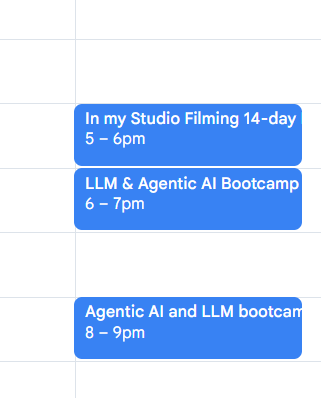 In my Studio Filming 14-day
5 – 6pm
LLM & Agentic AI Bootcamp
6 – 7pm
Agentic AI and LLM bootcam
8 – 9pm